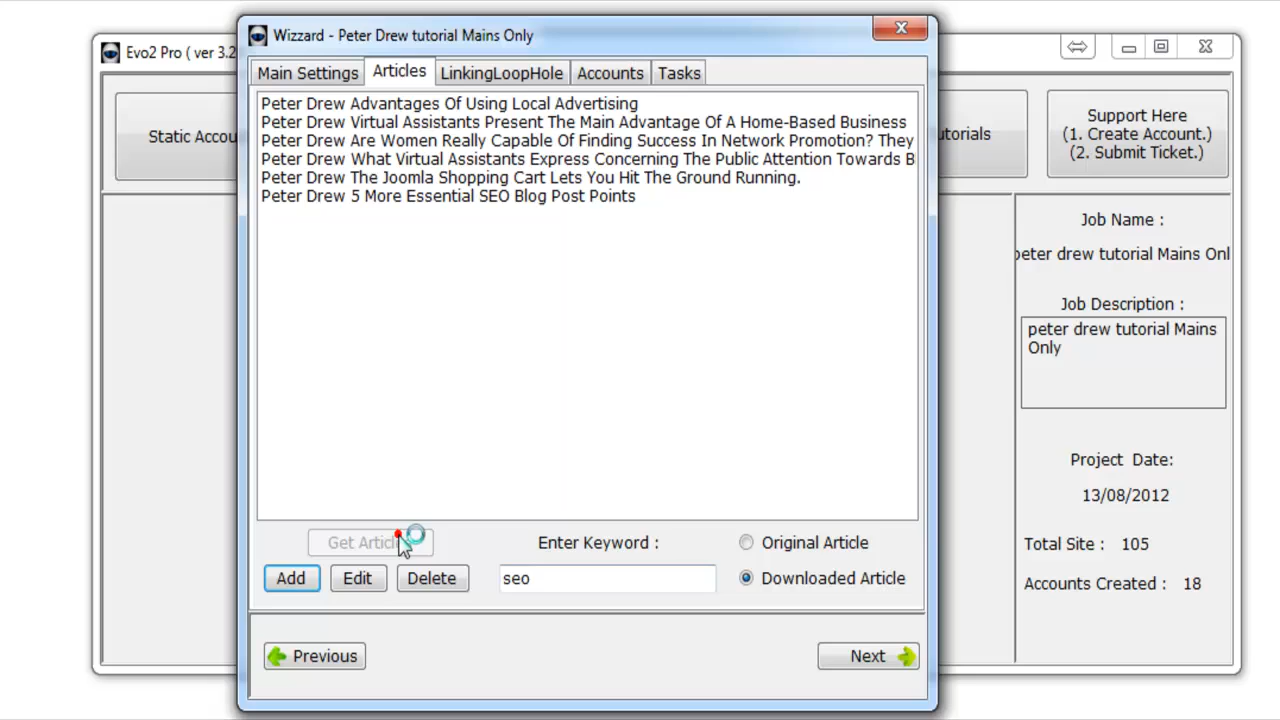 Evo2 Pro ( ver 3.2
Wizzard - Peter Drew tutorial Mains Only
Main Settings
Articles
LinkingLoopHole
Accounts
Tasks
Peter Drew Advantages Of Using Local Advertising
Peter Drew Virtual Assistants Present The Main Advantage Of A Home-Based Business
Peter Drew Are Women Really Capable Of Finding Success In Network Promotion? They
Peter Drew What Virtual Assistants Express Concerning The Public Attention Towards B
Peter Drew The Joomla Shopping Cart Lets You Hit The Ground Running.
Peter Drew 5 More Essential SEO Blog Post Points
Get Articl
Enter Keyword :
Original Article
Add
Edit
Delete
seo
Downloaded Article
Previous
Next
Static Accou
utorials
Support Here
(1. Create Account.)
(2. Submit Ticket.)
Job Name :
peter drew tutorial Mains Onl
Job Description :
peter drew tutorial Mains
Only
Project Date:
13/08/2012
Total Site : 105
Accounts Created : 18